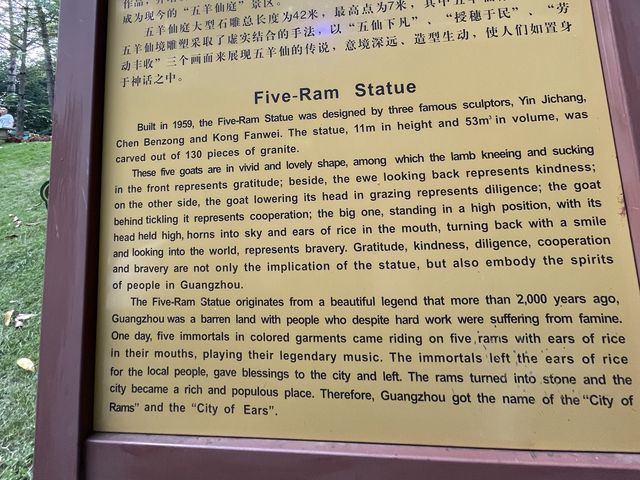 成为现今的“五羊仙庭”景区。
五羊仙庭大型石雕总长度为42米，最高点为7米，其中五羊
五羊仙境雕塑采取了虚实结合的手法，以“五仙下凡”、“授穗于民”、“劳
动丰收”三个画面来展现五羊仙的传说，意境深远、造型生动，使人们如置身
于神话之中。
Five-Ram Statue
Built in 1959, the Five-Ram Statue was designed by three famous sculptors, Yin Jichang,
Chen Benzong and Kong Fanwei. The statue, 11m in height and 53m³ in volume, was
carved out of 130 pieces of granite.
These five goats are in vivid and lovely shape, among which the lamb kneeing and sucking
in the front represents gratitude; beside, the ewe looking back represents kindness;
on the other side, the goat lowering its head in grazing represents diligence; the goat
behind tickling it represents cooperation; the big one, standing in a high position, with its
head held high, horns into sky and ears of rice in the mouth, turning back with a smile
and looking into the world, represents bravery. Gratitude, kindness, diligence, cooperation
and bravery are not only the implication of the statue, but also embody the spirits
of people in Guangzhou.
The Five-Ram Statue originates from a beautiful legend that more than 2,000 years ago,
Guangzhou was a barren land with people who despite hard work were suffering from famine.
One day, five immortals in colored garments came riding on five rams with ears of rice
in their mouths, playing their legendary music. The immortals left the ears of rice
for the local people, gave blessings to the city and left. The rams turned into stone and the
city became a rich and populous place. Therefore, Guangzhou got the name of the “City of
Rams” and the “City of Ears”.